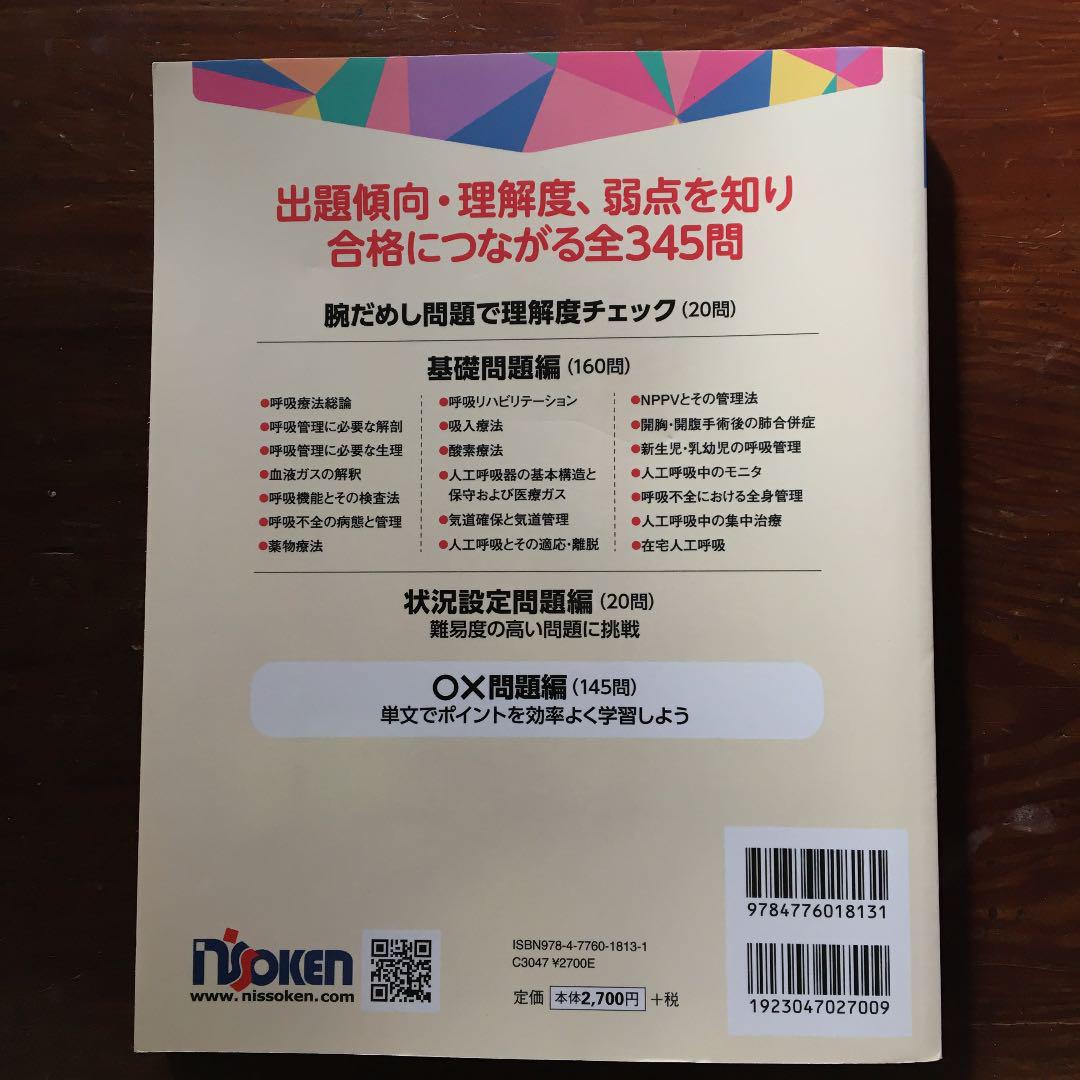 出題傾向・理解度、弱点を知り
合格につながる全345問
腕だめし問題で理解度チェック(20問)
基礎問題編(160問)
●呼吸療法総論
●呼吸管理に必要な解剖
●呼吸管理に必要な生理
●血液ガスの解釈
●呼吸機能とその検査法
●呼吸不全の病態と管理
●薬物療法
●呼吸リハビリテーション
●吸入療法
●酸素療法
●人工呼吸器の基本構造と
保守および医療ガス
●気道確保と気道管理
●人工呼吸とその適応・離脱
●NPPVとその管理法
●開胸・開腹手術後の肺合併症
●新生児・乳幼児の呼吸管理
●人工呼吸中のモニタ
●呼吸不全における全身管理
●人工呼吸中の集中治療
●在宅人工呼吸
状況設定問題編(20問)
難易度の高い問題に挑戦
○×問題編(145問)
単文でポイントを効率よく学習しよう
9784776018131
1923047027009
ISBN978-4-7760-1813-1
C3047 ¥2700E
定価 本体2,700円 +税
nissoken
www.nissoken.com